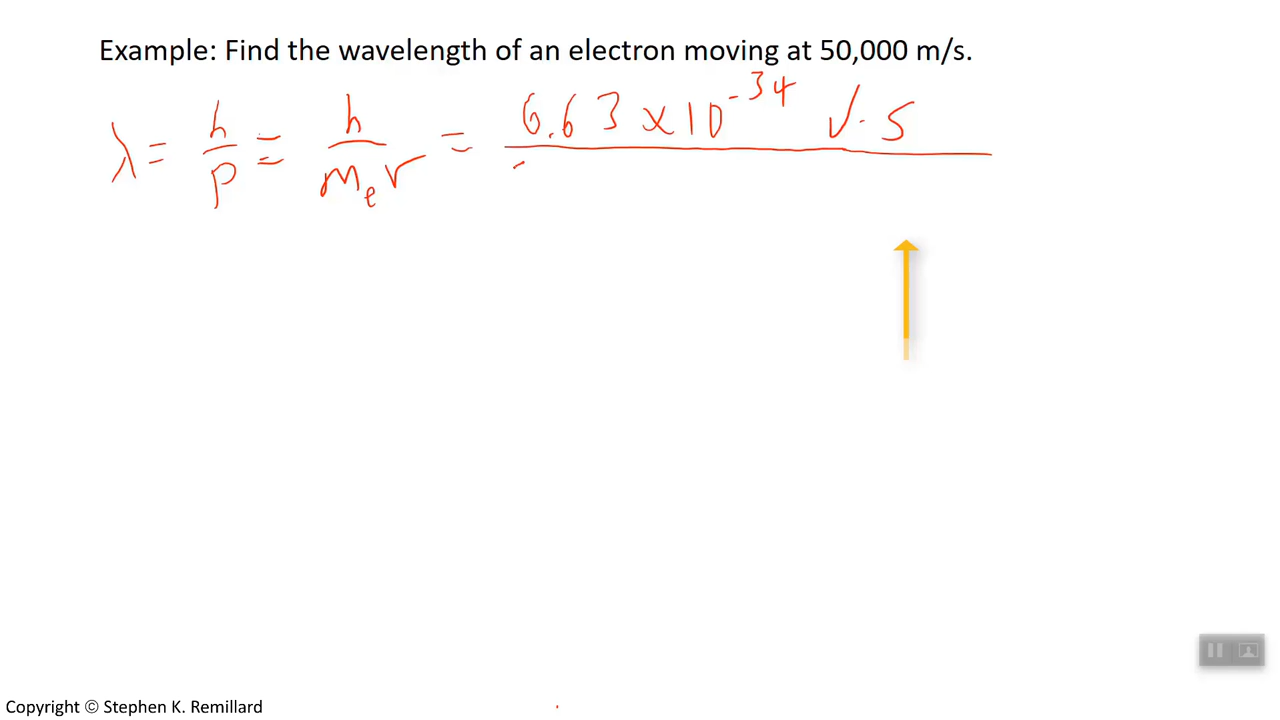 Example: Find the wavelength of an electron moving at 50,000 m/s.
λ = h/p = h/mₑv = 6.63 x 10⁻³⁴ J·s
Copyright © Stephen K. Remillard